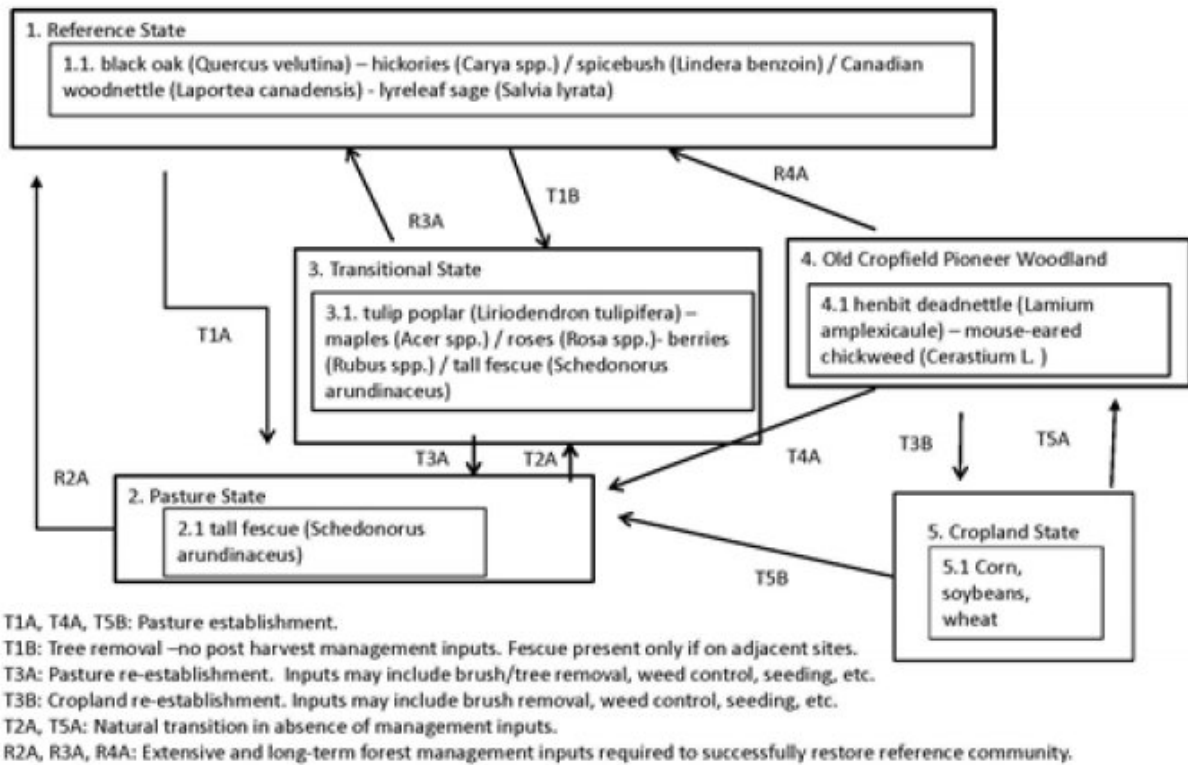 1. Reference State
1.1. black oak (Quercus velutina) – hickories (Carya spp.) / spicebush (Lindera benzoin) / Canadian
woodnettle (Laportea canadensis) - lyreleaf sage (Salvia lyrata)
R4A
T1B
R3A
3. Transitional State
3.1. tulip poplar (Liriodendron tulipifera) –
maples (Acer spp.) / roses (Rosa spp.)- berries
(Rubus spp.) / tall fescue (Schedonorus
arundinaceus)
4. Old Cropfield Pioneer Woodland
4.1 henbit deadnettle (Lamium
amplexicaule) – mouse-eared
chickweed (Cerastium L. )
T1A
T3A
T2A
T4A
T3B
T5A
R2A
2. Pasture State
2.1 tall fescue (Schedonorus
arundinaceus)
5. Cropland State
5.1 Corn,
soybeans,
wheat
T5B
T1A, T4A, T5B: Pasture establishment.
T1B: Tree removal –no post harvest management inputs. Fescue present only if on adjacent sites.
T3A: Pasture re-establishment. Inputs may include brush/tree removal, weed control, seeding, etc.
T3B: Cropland re-establishment. Inputs may include brush removal, weed control, seeding, etc.
T2A, T5A: Natural transition in absence of management inputs.
R2A, R3A, R4A: Extensive and long-term forest management inputs required to successfully restore reference community.